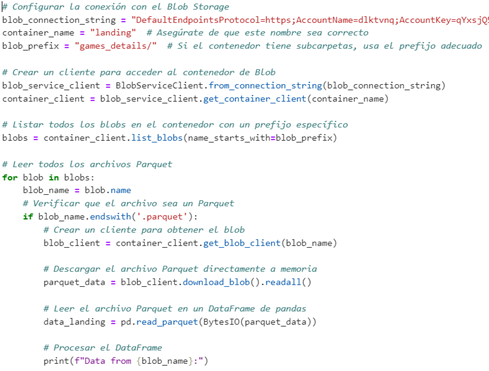 # Configurar la conexión con el Blob Storage
blob_connection_string = "DefaultEndpointsProtocol=https;AccountName=dlktvnq;AccountKey=qYxsjQ5
container_name = "landing"  # Asegúrate de que este nombre sea correcto
blob_prefix = "games_details/"  # Si el contenedor tiene subcarpetas, usa el prefijo adecuado
# Crear un cliente para acceder al contenedor de Blob
blob_service_client = BlobServiceClient.from_connection_string(blob_connection_string)
container_client = blob_service_client.get_container_client(container_name)
# Listar todos los blobs en el contenedor con un prefijo específico
blobs = container_client.list_blobs(name_starts_with=blob_prefix)
# Leer todos los archivos Parquet
for blob in blobs:
    blob_name = blob.name
    # Verificar que el archivo sea un Parquet
    if blob_name.endswith('.parquet'):
        # Crear un cliente para obtener el blob
        blob_client = container_client.get_blob_client(blob_name)
        # Descargar el archivo Parquet directamente a memoria
        parquet_data = blob_client.download_blob().readall()
        # Leer el archivo Parquet en un DataFrame de pandas
        data_landing = pd.read_parquet(BytesIO(parquet_data))
        # Procesar el DataFrame
        print(f"Data from {blob_name}:")